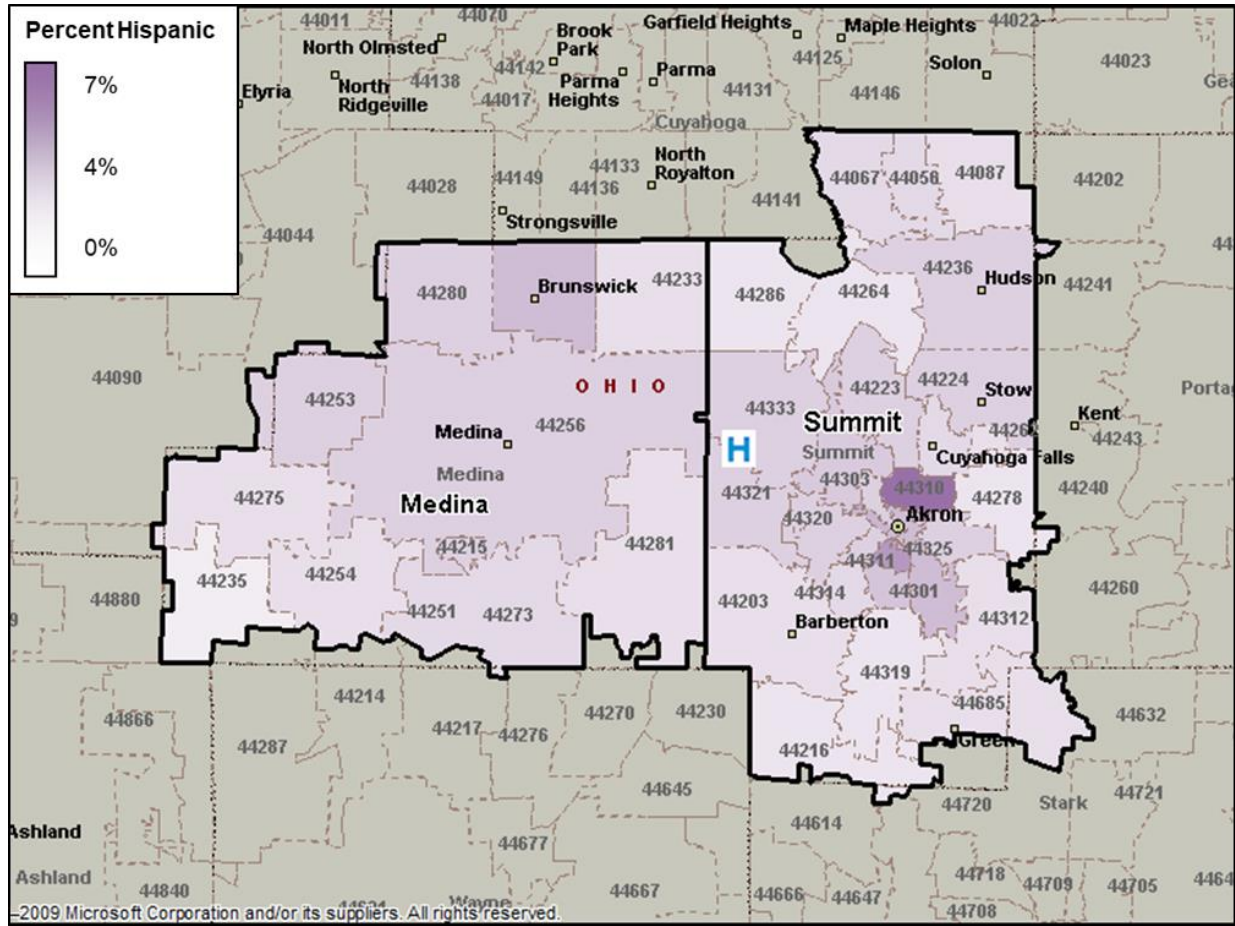 Percent Hispanic
7%
4%
0%
44011
44070
Garfield Heights
Maple Heights
44022
North Olmsted
Brook
Park
44142
44125
Solon
44023
Elyria
North
Ridgeville
44138
44017
Parma
Heights
Parma
44131
44146
Cuyahoga
44028
44149
44133
44136
North
Royalton
44141
44067
44056
44087
44202
Strongsville
44044
44280
Brunswick
44233
44286
44264
44236
Hudson
44241
44090
44253
OHIO
44256
44223
44224
Stow
Kent
44243
44333
Summit
Summit
Medina
Medina
Medina
H
Cuyahoga Falls
44275
44321
44303
44310
44278
44240
44320
Akron
44215
44281
44311
44325
44235
44254
44314
44301
44260
44880
44251
44273
44203
44312
Barberton
44319
44214
44685
44866
44287
44217
44276
44270
44230
44216
Green
44632
44645
44720
Stark
44721
44614
Ashland
44677
Ashland
44840
Wayne
44667
44666
44647
44718
44708
44709
44705
2009 Microsoft Corporation and/or its suppliers. All rights reserved.